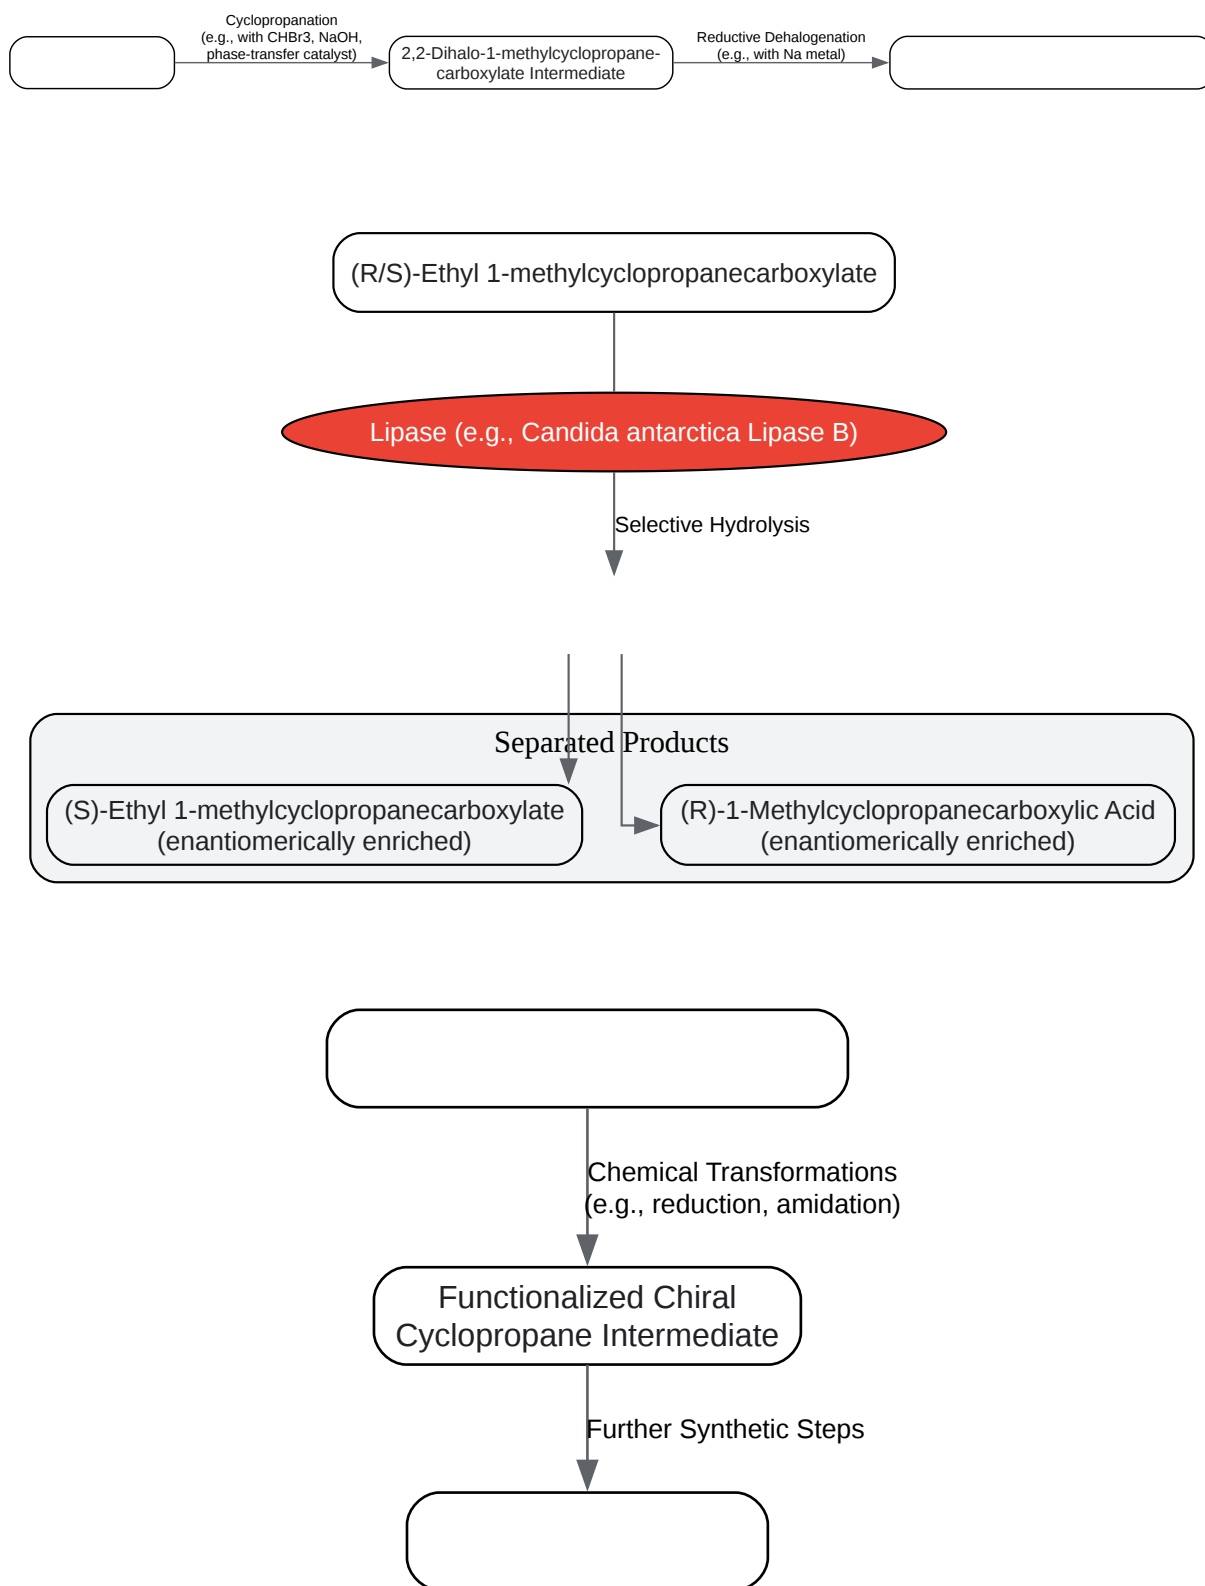 Cyclopropanation
(e.g., with CHBr3, NaOH,
phase-transfer catalyst)
2,2-Dihalo-1-methylcyclopropane-
carboxylate Intermediate
Reductive Dehalogenation
(e.g., with Na metal)
(R/S)-Ethyl 1-methylcyclopropanecarboxylate
Lipase (e.g., Candida antarctica Lipase B)
Selective Hydrolysis
Separated Products
(S)-Ethyl 1-methylcyclopropanecarboxylate
(enantiomerically enriched)
(R)-1-Methylcyclopropanecarboxylic Acid
(enantiomerically enriched)
Chemical Transformations
(e.g., reduction, amidation)
Functionalized Chiral
Cyclopropane Intermediate
Further Synthetic Steps